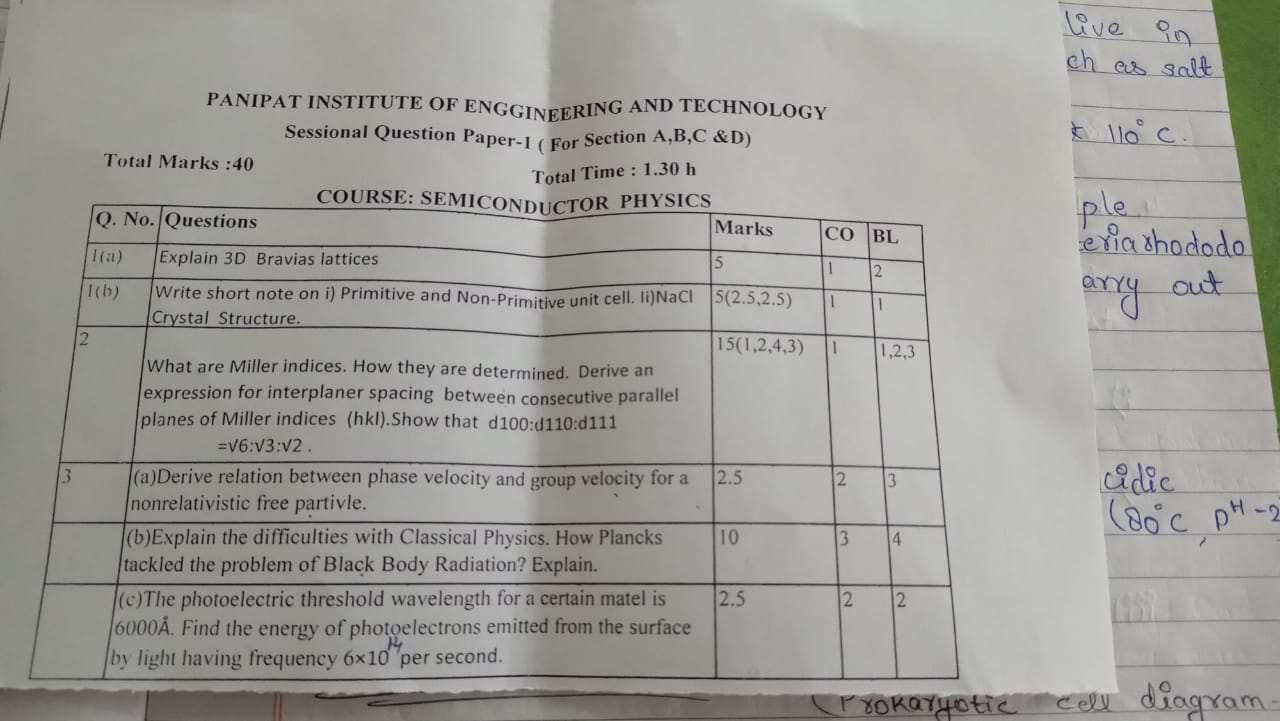 PANIPAT INSTITUTE OF ENGGINEERING AND TECHNOLOGY
Sessional Question Paper-1 ( For Section A,B,C &D)
Total Marks :40 Total Time : 1.30 h
COURSE: SEMICONDUCTOR PHYSICS
Q. No. Questions Marks CO BL
1(a) Explain 3D Bravias lattices 5 1 2
1(b) Write short note on i) Primitive and Non-Primitive unit cell. Ii)NaCl 5(2.5,2.5) 1 1
Crystal Structure.
2 15(1,2,4,3) 1 1,2,3
What are Miller indices. How they are determined. Derive an
expression for interplaner spacing between consecutive parallel
planes of Miller indices (hkl).Show that d100:d110:d111
=√6:√3:√2 .
3 (a)Derive relation between phase velocity and group velocity for a 2.5 2 3
nonrelativistic free partivle.
(b)Explain the difficulties with Classical Physics. How Plancks 10 3 4
tackled the problem of Black Body Radiation? Explain.
(c)The photoelectric threshold wavelength for a certain matel is 2.5 2 2
6000Å. Find the energy of photoelectrons emitted from the surface
by light having frequency 6×10¹⁴ per second.
live in
ch as salt
110°C.
ple
eriarhododo
arry out
cidic
(80°C, pH-2
Prokaryotic cell diagram-